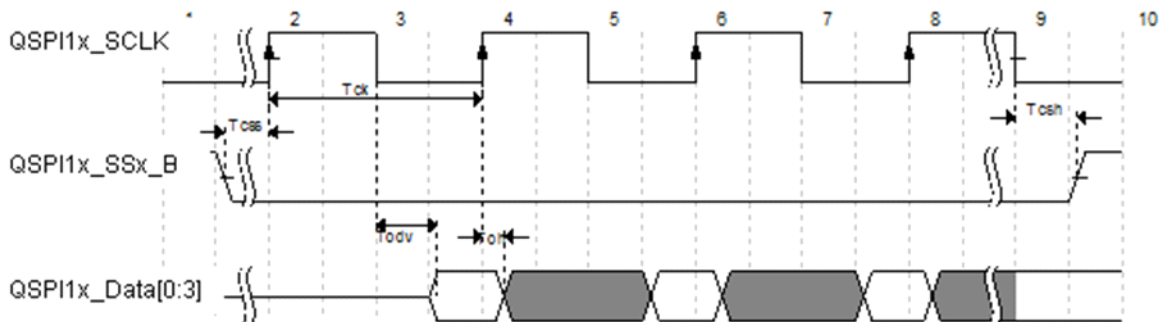 * 2 3 4 5 6 7 8 9 10
QSPI1x_SCLK
Tck
Tcss Tcsh
QSPI1x_SSx_B
Todv Toh
QSPI1x_Data[0:3]